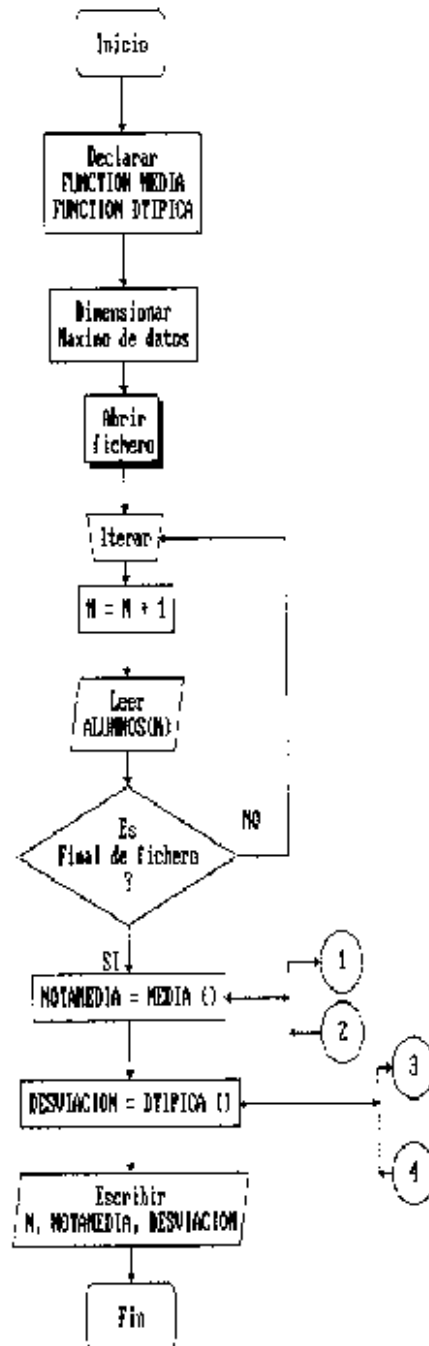 Inicio
Declarar
FUNCTION MEDIA
FUNCTION DTIPICA
Dimensionar
Maximo de datos
Abrir
fichero
Iterar
N = N + 1
Leer
ALUMNOS(N)
Es
Final de fichero
?
NO
SI
NOTAMEDIA = MEDIA ()
1
2
DESVIACION = DTIPICA ()
3
4
Escribir
N, NOTAMEDIA, DESVIACION
Fin